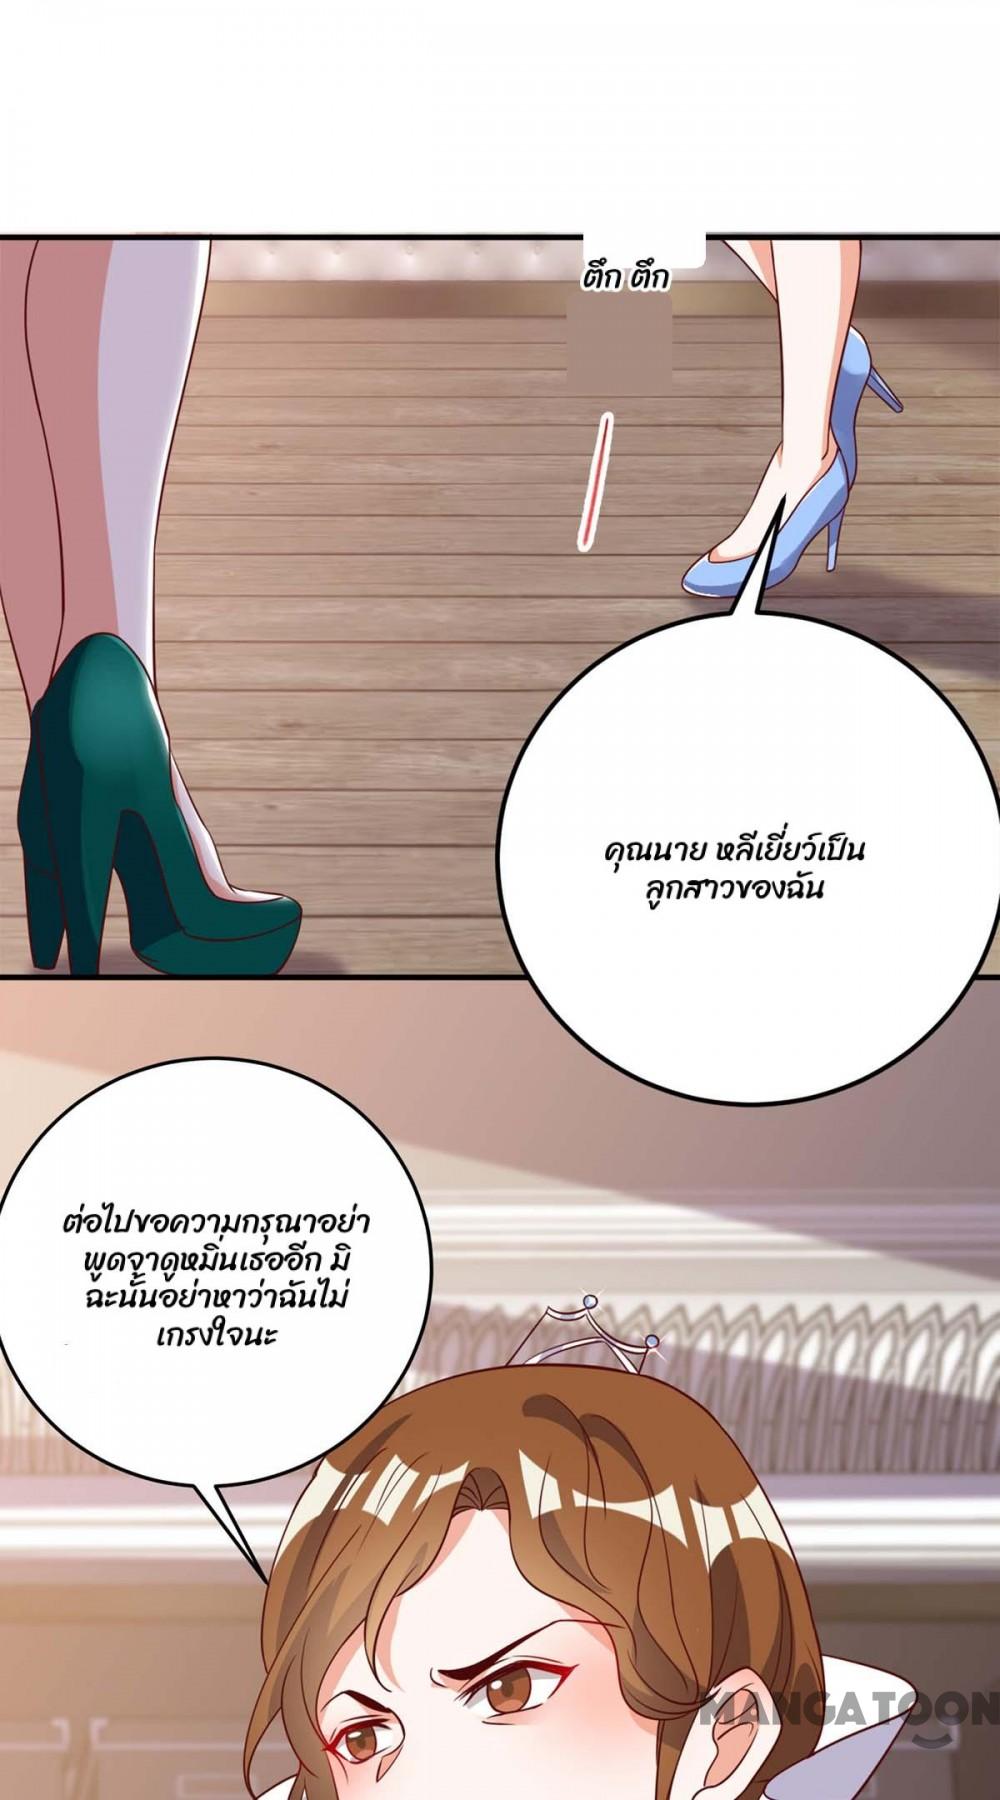 ตึก ตึก
คุณนาย หลีเยี่ยว์เป็น
ลูกสาวของฉัน
ต่อไปขอความกรุณาอย่า
พูดจาดูหมิ่นเธออีก มิ
ฉะนั้นอย่าหาว่าฉันไม่
เกรงใจนะ
MANGATOON